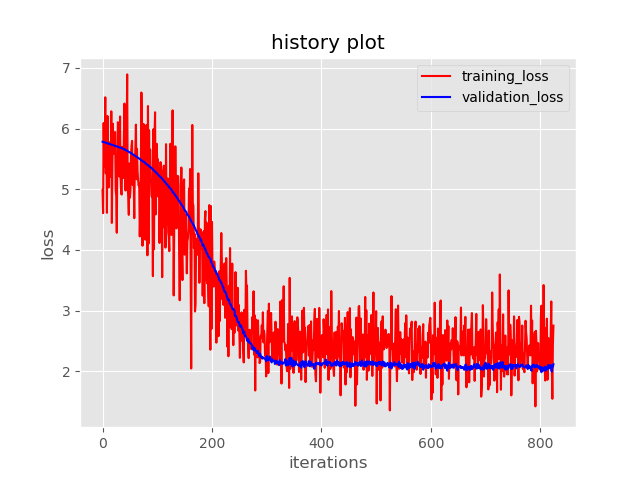 history plot
training_loss
validation_loss
loss
7
6
5
4
3
2
0 200 400 600 800
iterations